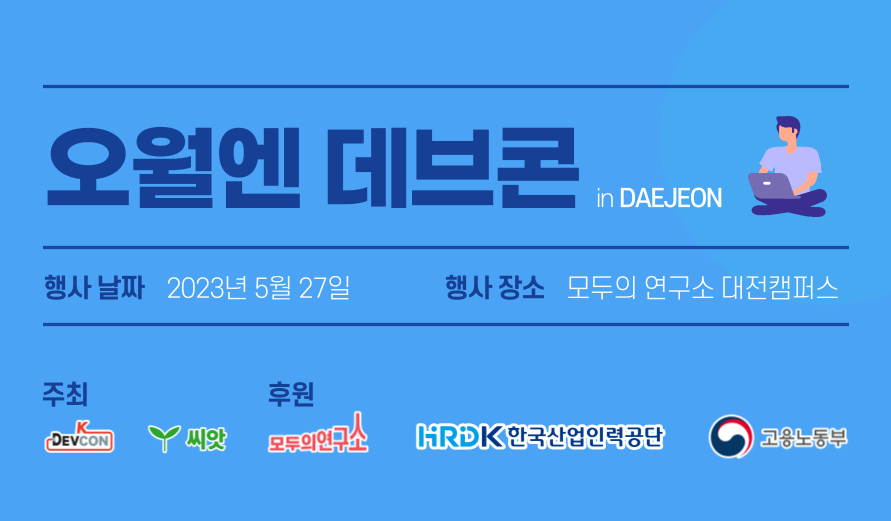 오월엔 데브콘 in DAEJEON
행사 날짜 2023년 5월 27일 행사 장소 모두의 연구소 대전캠퍼스
주최 후원
DEVKCON 씨앗 모두의연구소 HRDK 한국산업인력공단 고용노동부